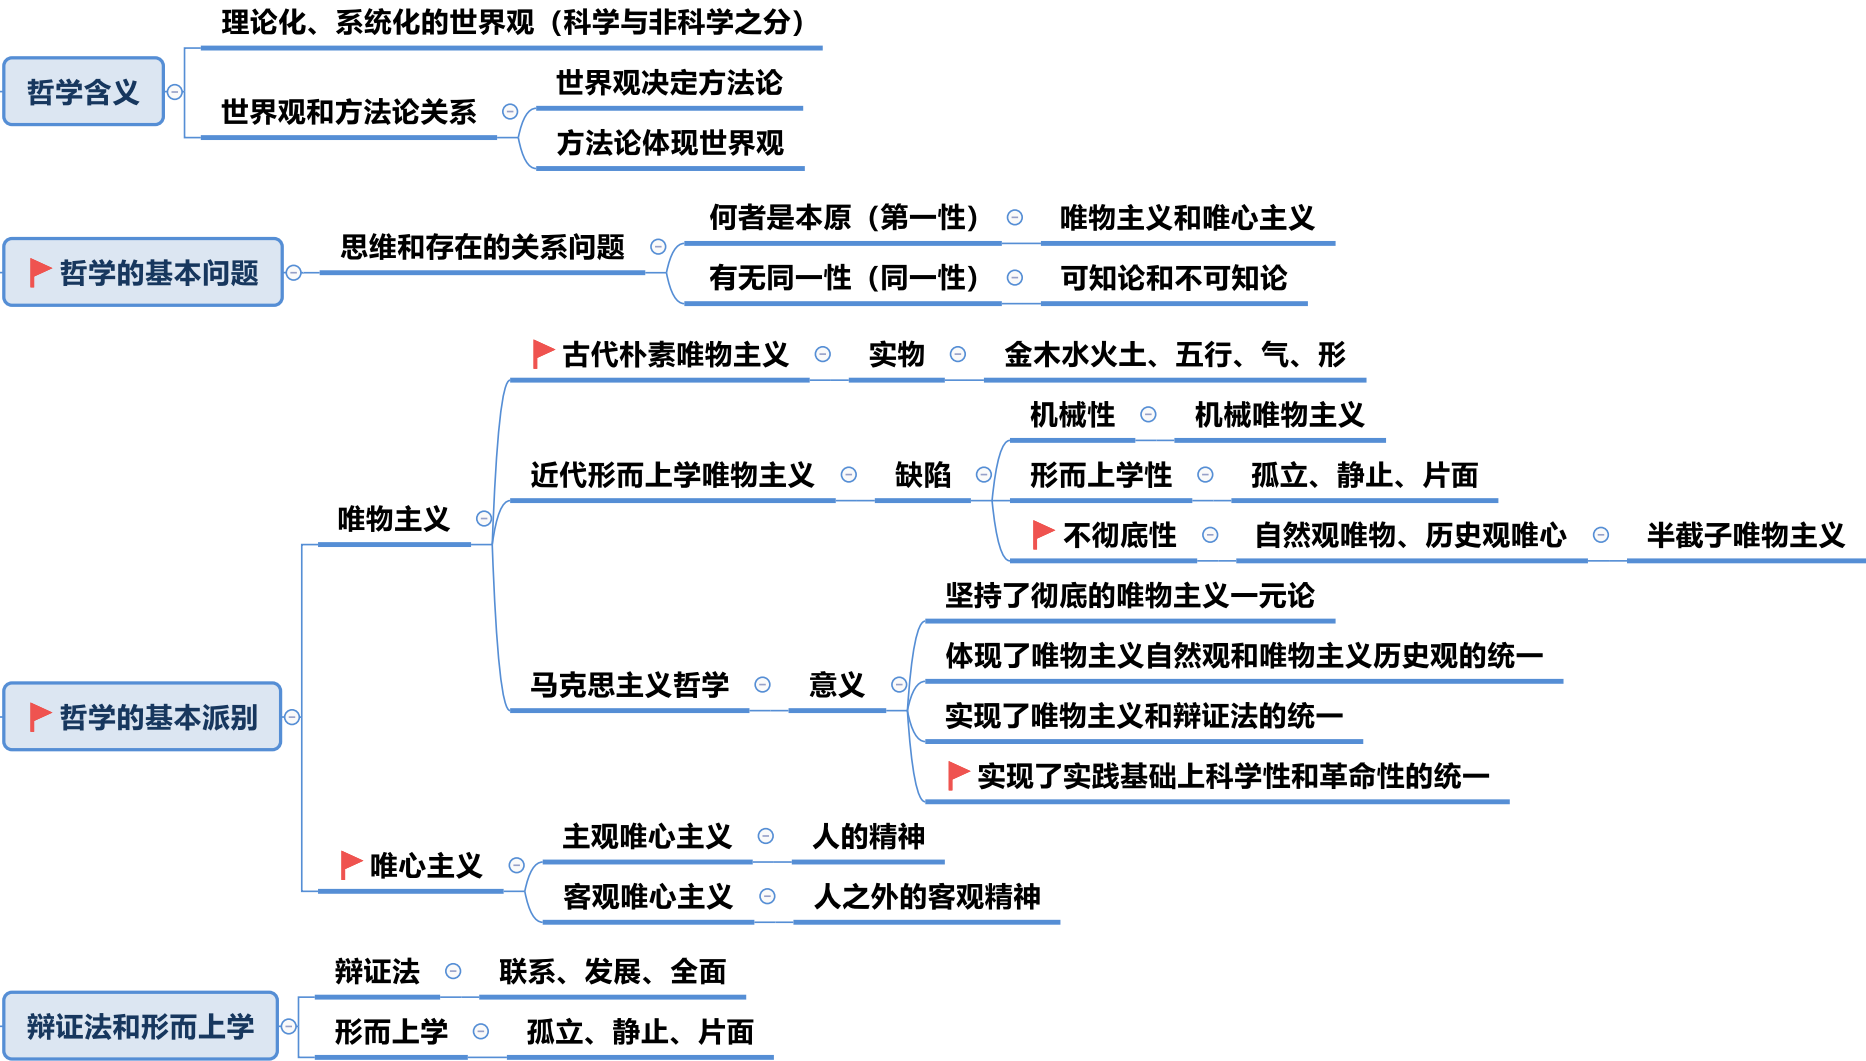 哲学含义
理论化、系统化的世界观（科学与非科学之分）
世界观和方法论关系
世界观决定方法论
方法论体现世界观
哲学的基本问题
思维和存在的关系问题
何者是本原（第一性）
唯物主义和唯心主义
有无同一性（同一性）
可知论和不可知论
哲学的基本派别
唯物主义
古代朴素唯物主义
实物
金木水火土、五行、气、形
近代形而上学唯物主义
缺陷
机械性
机械唯物主义
形而上学性
孤立、静止、片面
不彻底性
自然观唯物、历史观唯心
半截子唯物主义
马克思主义哲学
意义
坚持了彻底的唯物主义一元论
体现了唯物主义自然观和唯物主义历史观的统一
实现了唯物主义和辩证法的统一
实现了实践基础上科学性和革命性的统一
唯心主义
主观唯心主义
人的精神
客观唯心主义
人之外的客观精神
辩证法和形而上学
辩证法
联系、发展、全面
形而上学
孤立、静止、片面